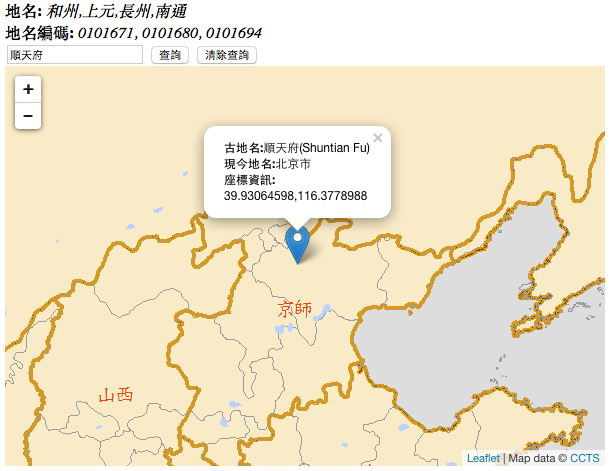 地名: 和州,上元,長州,南通
地名編碼: 0101671, 0101680, 0101694
順天府 查詢 清除查詢
+
−
×
古地名:順天府(Shuntian Fu)
現今地名:北京市
座標資訊:
39.93064598,116.3778988
京師
山西
Leaflet | Map data © CCTS